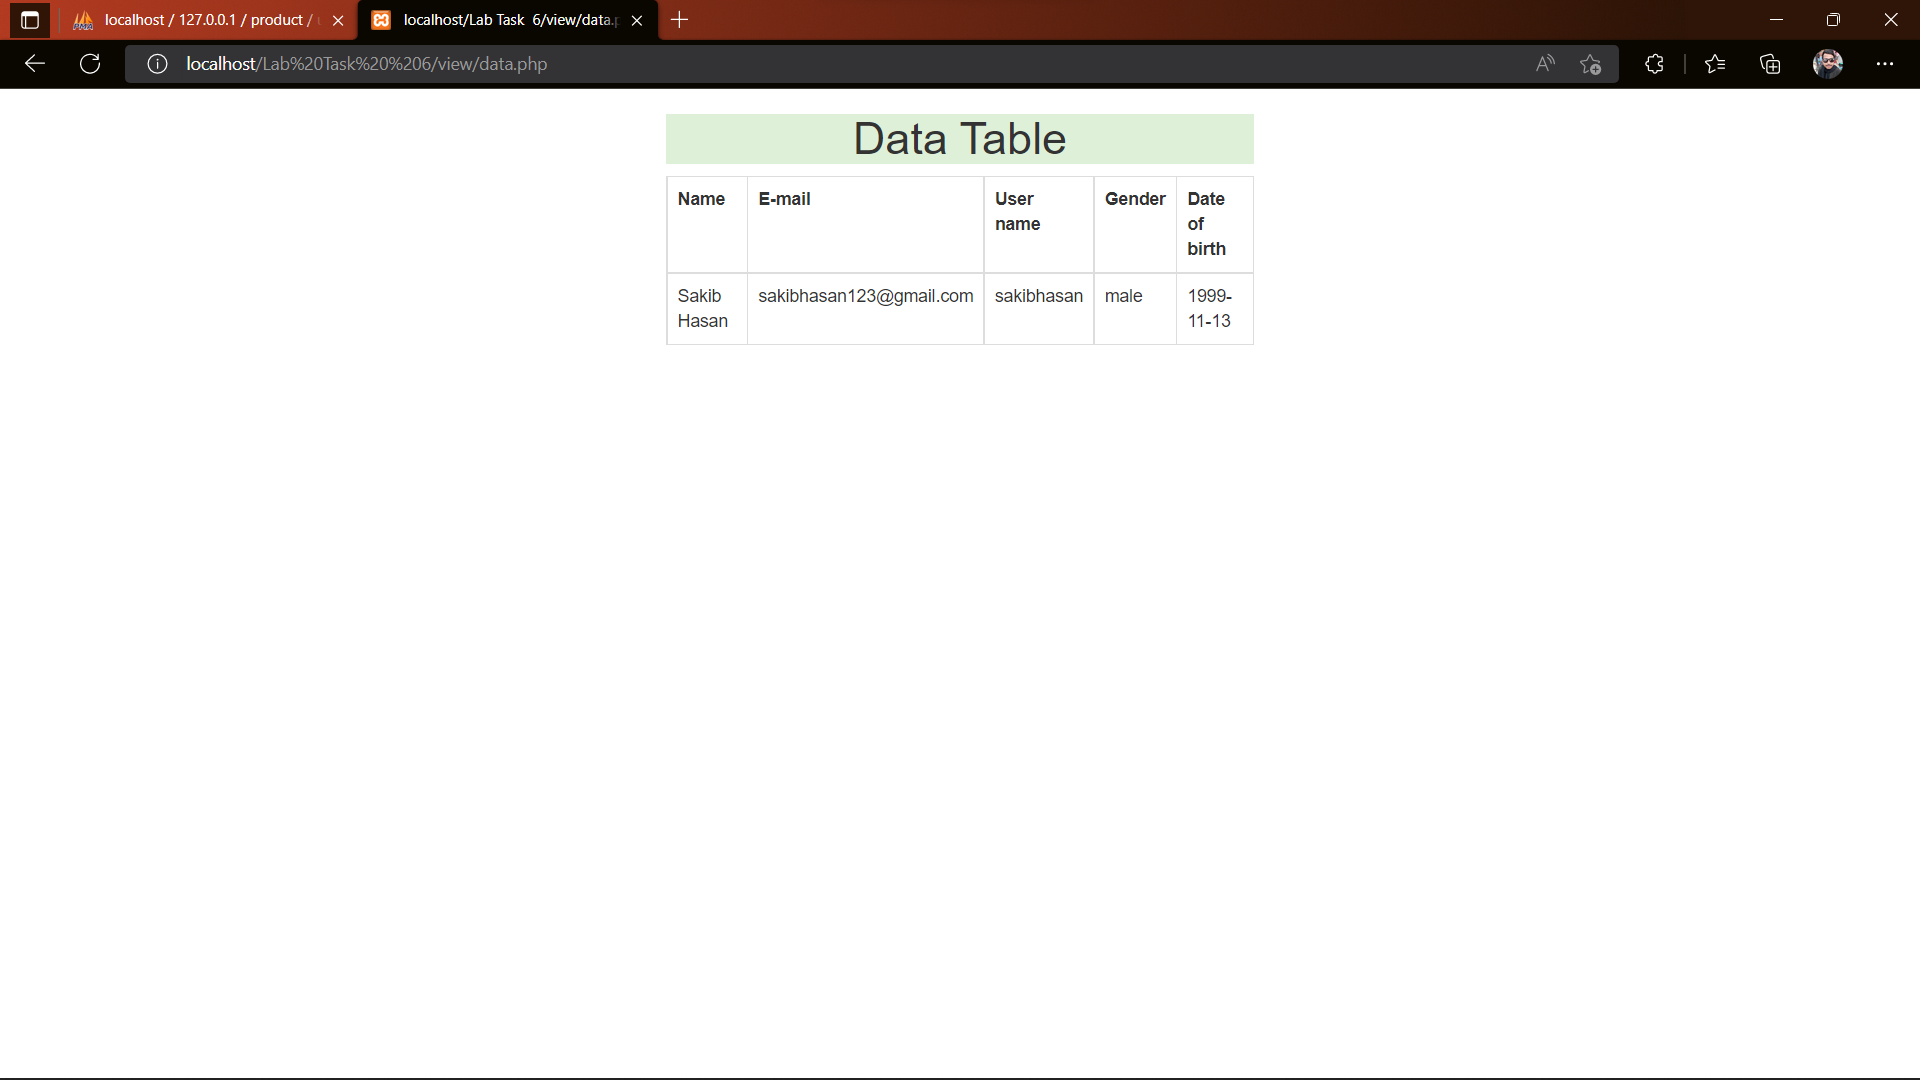 localhost / 127.0.0.1 / product /
localhost/Lab Task 6/view/data.p
localhost/Lab%20Task%20%206/view/data.php
Data Table
Name E-mail User name Gender Date of birth
Sakib Hasan sakibhasan123@gmail.com sakibhasan male 1999-11-13